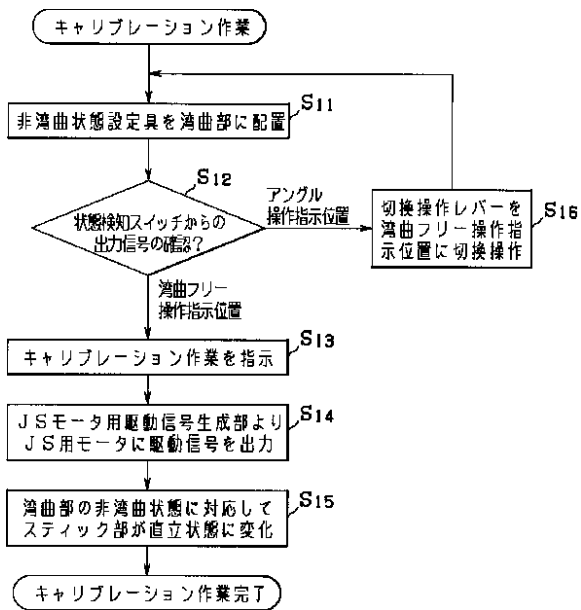 キャリブレーション作業
S11
非湾曲状態設定具を湾曲部に配置
S12
状態検知スイッチからの
出力信号の確認?
アングル
操作指示位置
S16
切換操作レバーを
湾曲フリー操作指
示位置に切換操作
湾曲フリー
操作指示位置
S13
キャリブレーション作業を指示
S14
JSモータ用駆動信号生成部より
JS用モータに駆動信号を出力
S15
湾曲部の非湾曲状態に対応して
スティック部が直立状態に変化
キャリブレーション作業完了